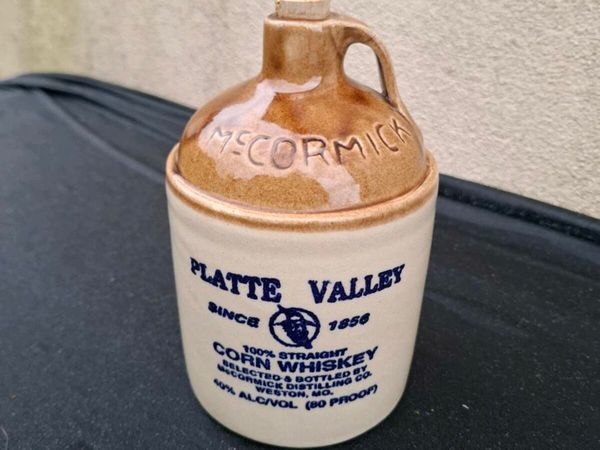 McCORMICK
PLATTE VALLEY
SINCE 1856
100% STRAIGHT
CORN WHISKEY
SELECTED & BOTTLED BY
McCORMICK DISTILLING CO.
WESTON, MO.
40% ALC/VOL (80 PROOF)